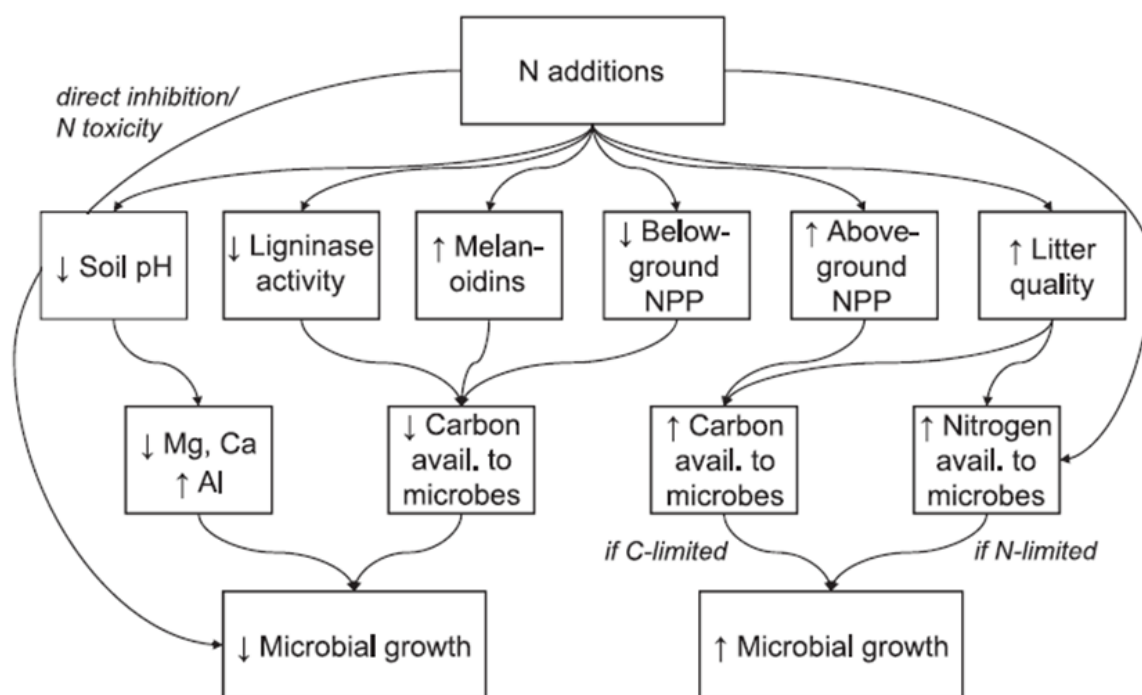 N additions
direct inhibition/
N toxicity
↓ Soil pH
↓ Ligninase
activity
↑ Melan-
oidins
↓ Below-
ground
NPP
↑ Above-
ground
NPP
↑ Litter
quality
↓ Mg, Ca
↑ Al
↓ Carbon
avail. to
microbes
↑ Carbon
avail. to
microbes
↑ Nitrogen
avail. to
microbes
if C-limited
if N-limited
↓ Microbial growth
↑ Microbial growth